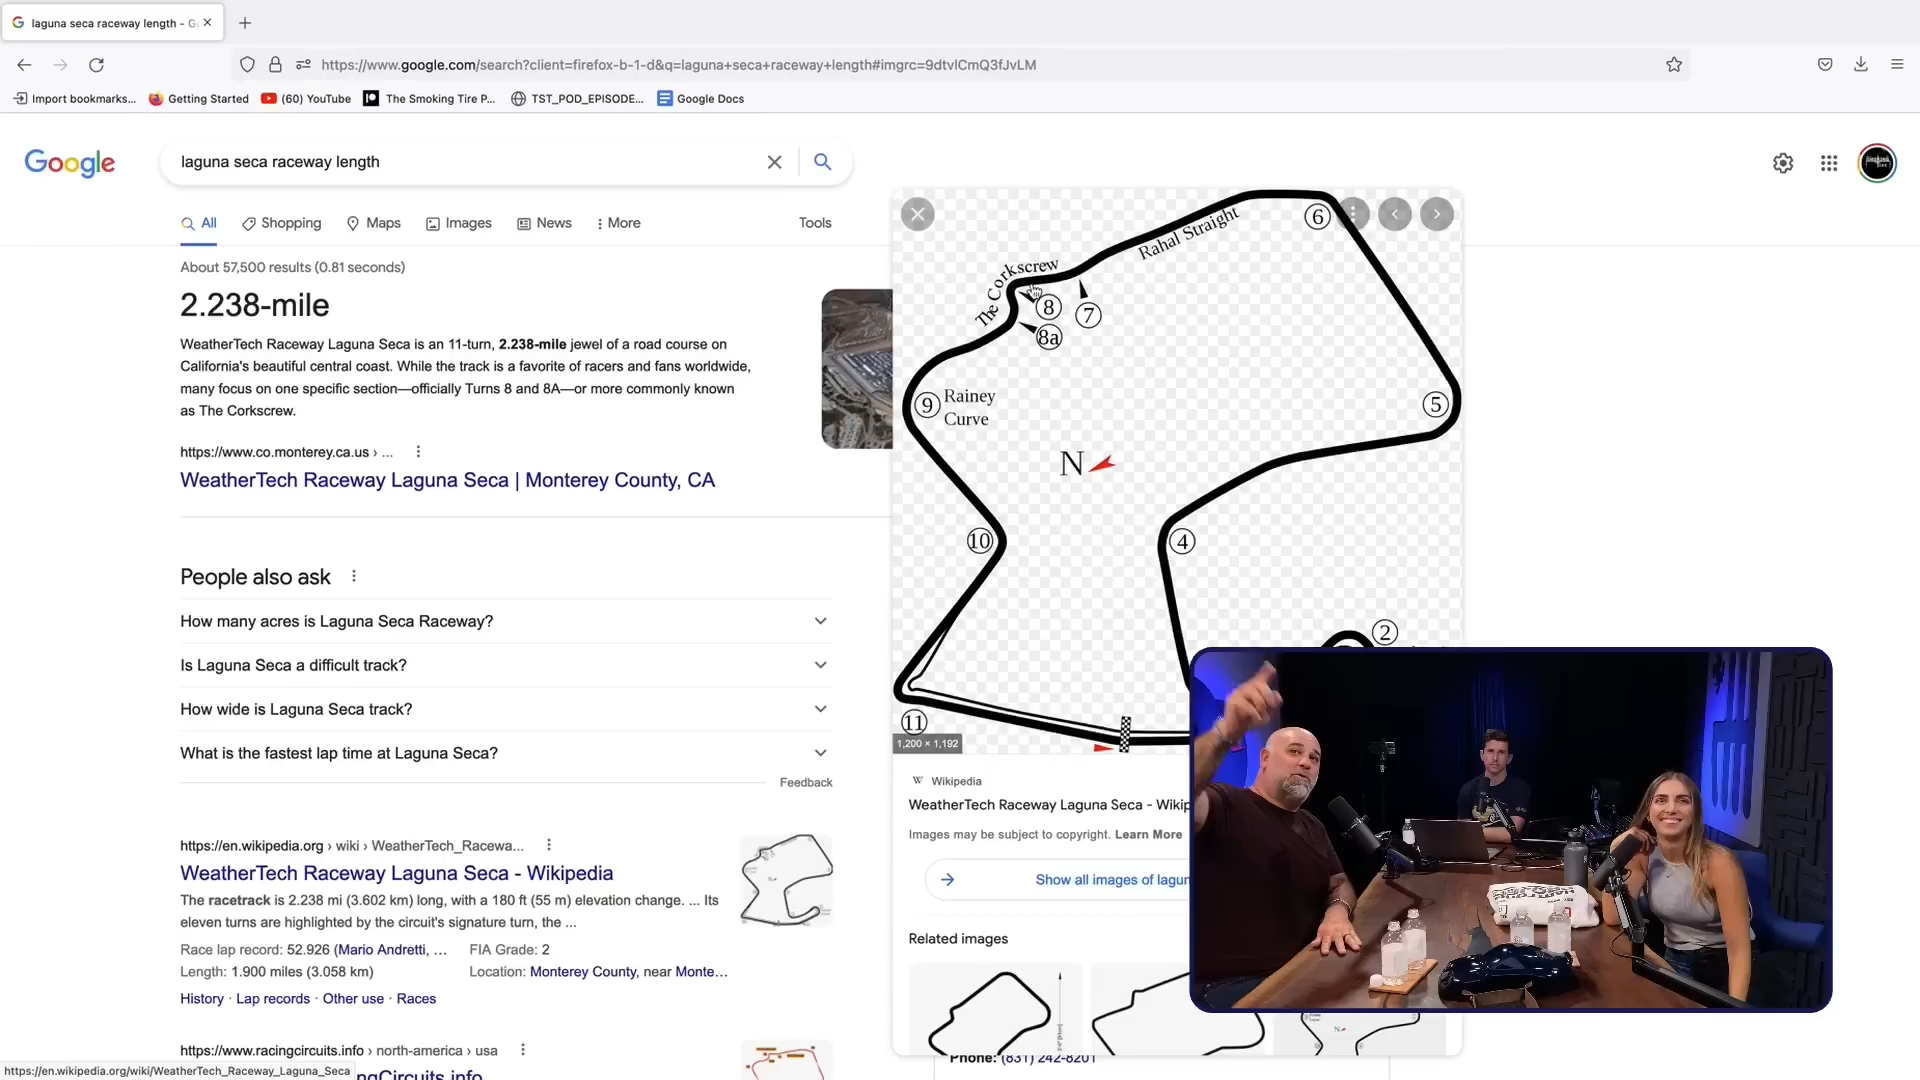 laguna seca raceway length - G
https://www.google.com/search?client=firefox-b-1-d&q=laguna+seca+raceway+length#imgrc=9dtvlCmQ3fJvLM
Import bookmarks...
Getting Started
(60) YouTube
The Smoking Tire P...
TST_POD_EPISODE...
Google Docs
Google
laguna seca raceway length
All
Shopping
Maps
Images
News
More
Tools
About 57,500 results (0.81 seconds)
2.238-mile
WeatherTech Raceway Laguna Seca is an 11-turn, 2.238-mile jewel of a road course on
California's beautiful central coast. While the track is a favorite of racers and fans worldwide,
many focus on one specific section—officially Turns 8 and 8A—or more commonly known
as The Corkscrew.
https://www.co.monterey.ca.us › ...
WeatherTech Raceway Laguna Seca | Monterey County, CA
People also ask
How many acres is Laguna Seca Raceway?
Is Laguna Seca a difficult track?
How wide is Laguna Seca track?
What is the fastest lap time at Laguna Seca?
Feedback
https://en.wikipedia.org › wiki › WeatherTech_Racewa...
WeatherTech Raceway Laguna Seca - Wikipedia
The racetrack is 2.238 mi (3.602 km) long, with a 180 ft (55 m) elevation change. ... Its
eleven turns are highlighted by the circuit's signature turn, the ...
Race lap record: 52.926 (Mario Andretti, ...
FIA Grade: 2
Length: 1.900 miles (3.058 km)
Location: Monterey County, near Monte...
History · Lap records · Other use · Races
https://www.racingcircuits.info › north-america › usa
ngCircuits.info
https://en.wikipedia.org/wiki/WeatherTech_Raceway_Laguna_Seca
6
Rahal Straight
The Corkscrew
8
7
8a
9
Rainey
Curve
5
N
10
4
2
11
1,200 × 1,192
W Wikipedia
WeatherTech Raceway Laguna Seca - Wikip
Images may be subject to copyright. Learn More
Show all images of lagun
Related images
N
Phone: (831) 242-8201